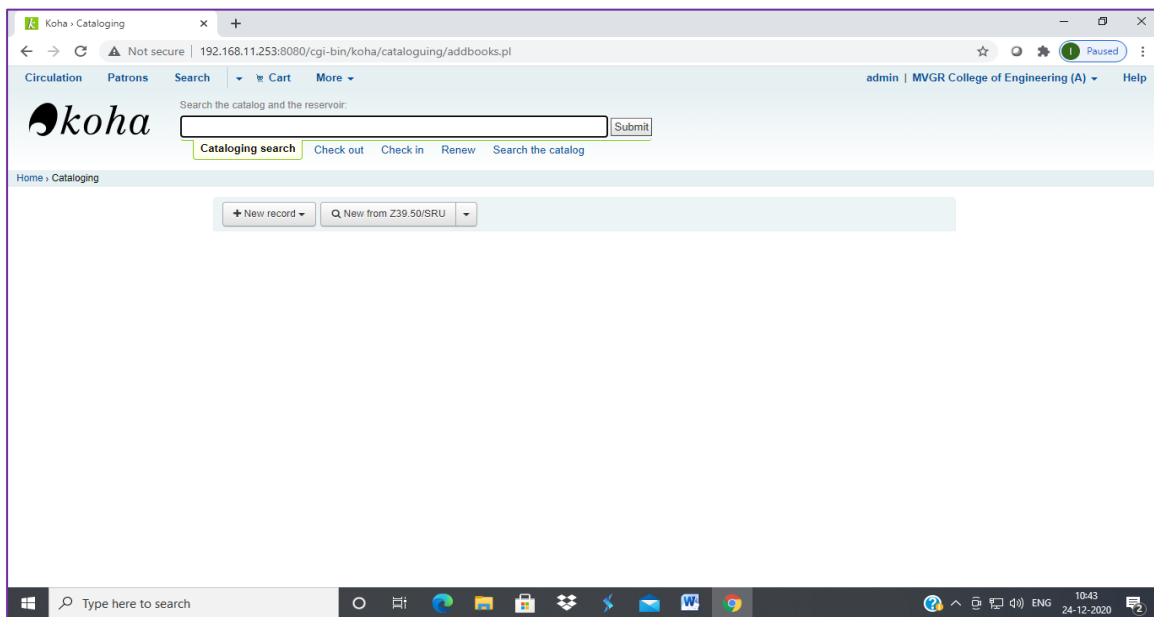 Koha › Cataloging
Not secure | 192.168.11.253:8080/cgi-bin/koha/cataloguing/addbooks.pl
I Paused
Circulation Patrons Search Cart More admin | MVGR College of Engineering (A) Help
koha
Search the catalog and the reservoir:
Submit
Cataloging search Check out Check in Renew Search the catalog
Home › Cataloging
+ New record New from Z39.50/SRU
Type here to search
ENG
10:43
24-12-2020
2